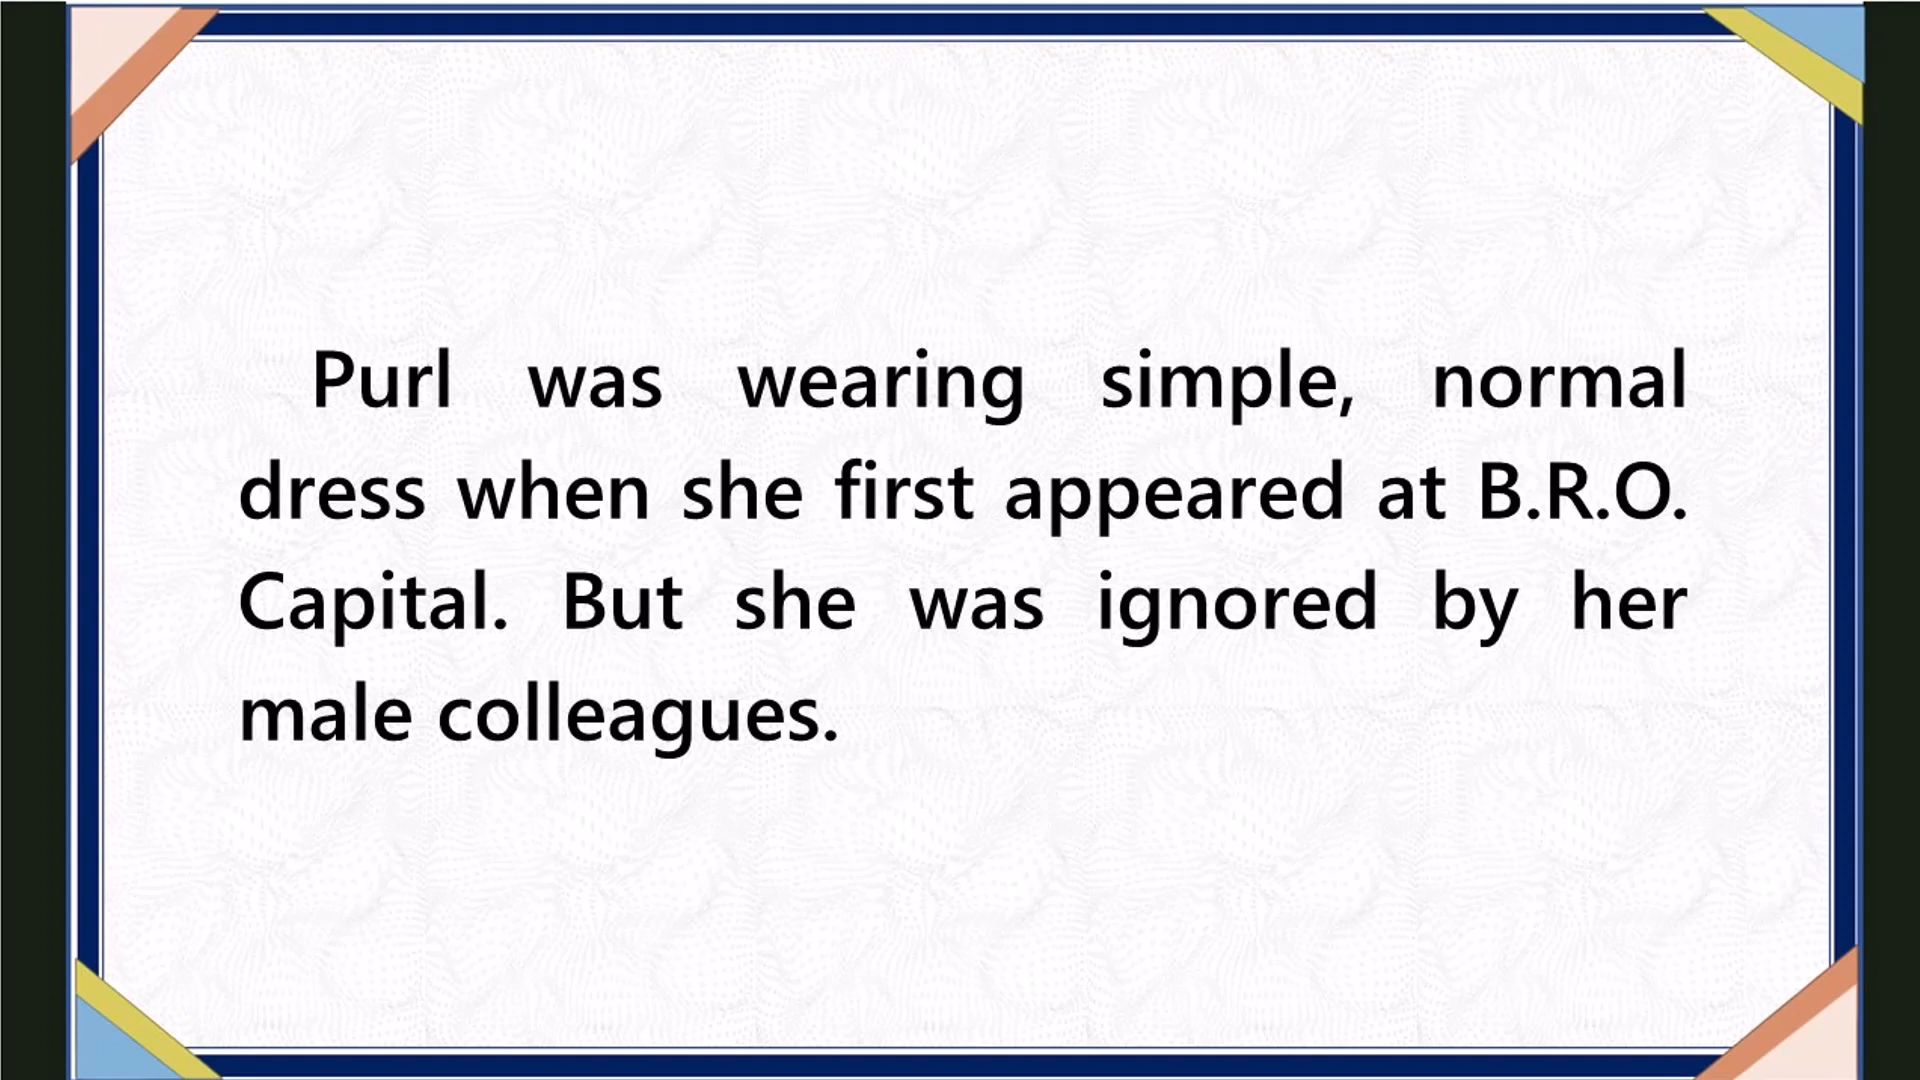 Purl was wearing simple, normal
dress when she first appeared at B.R.O.
Capital. But she was ignored by her
male colleagues.